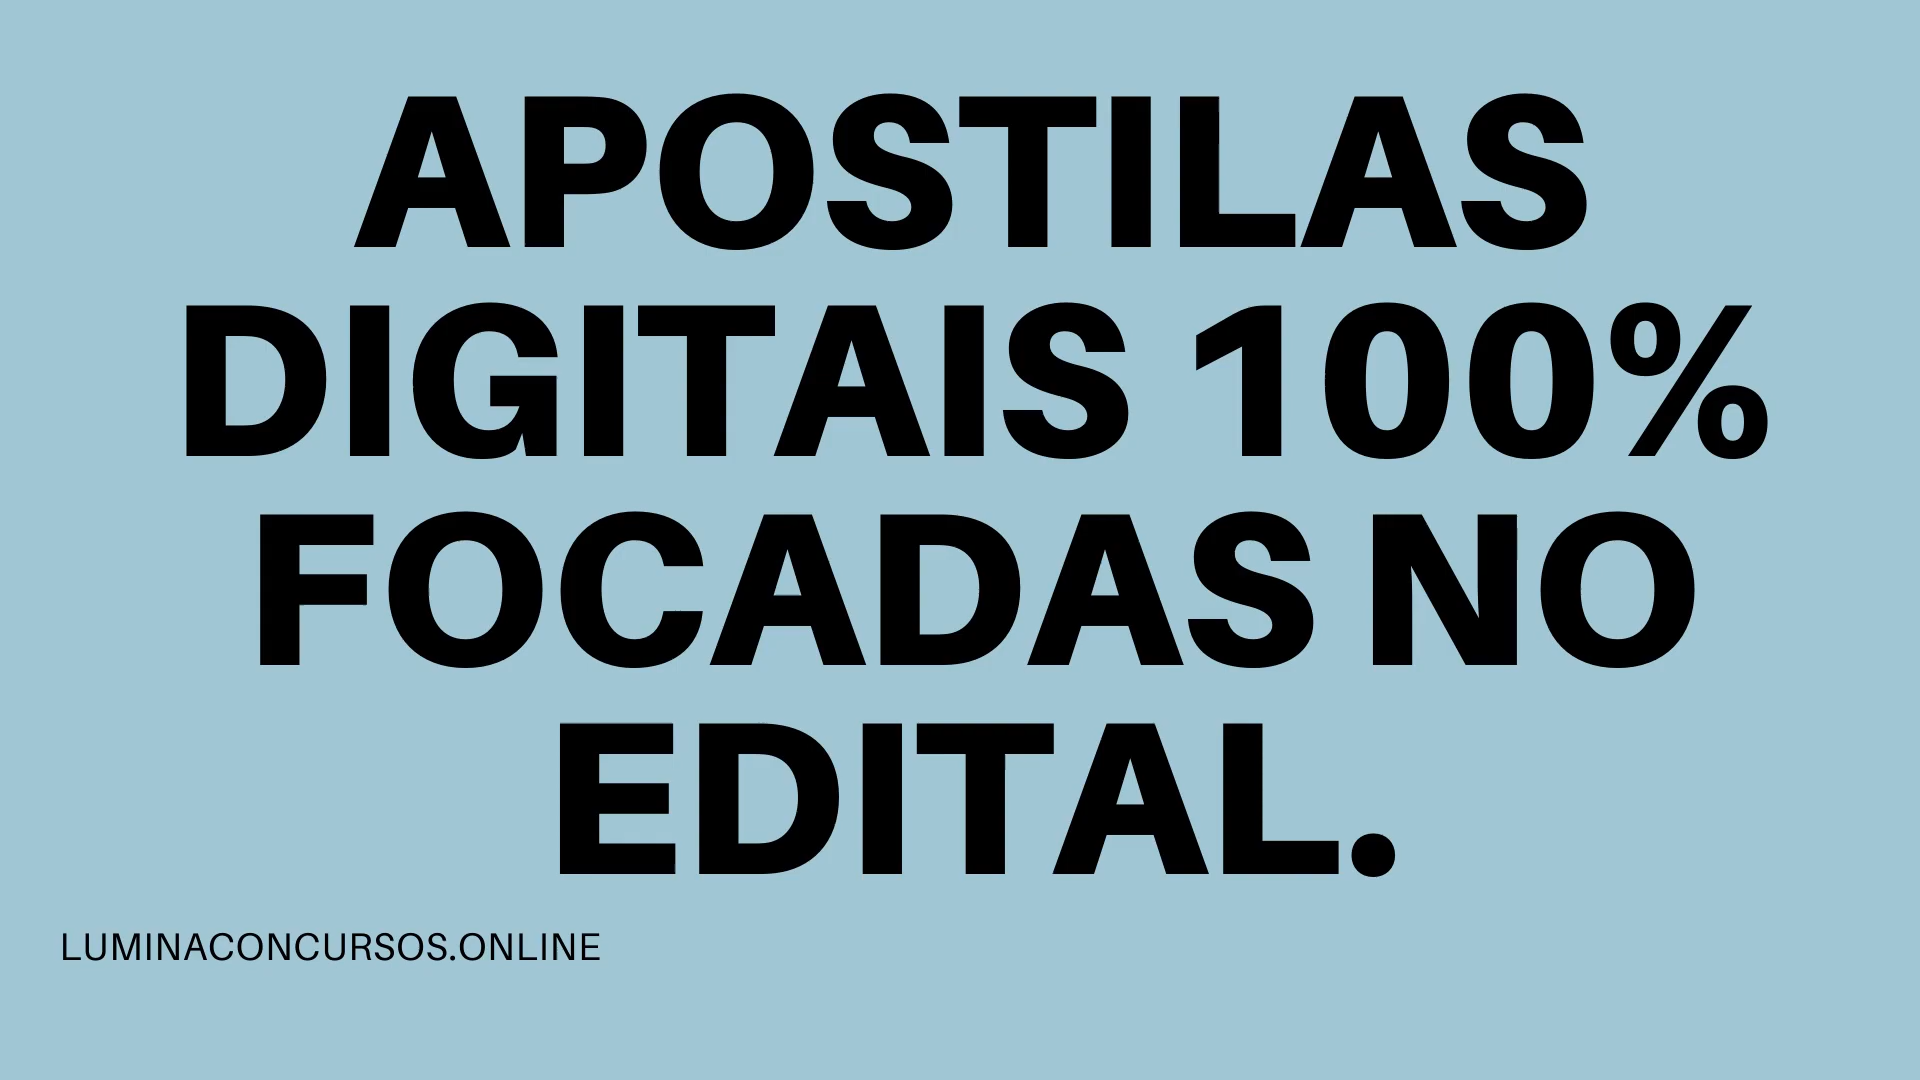 APOSTILAS
DIGITAIS 100%
FOCADAS NO
EDITAL.
LUMINACONCURSOS.ONLINE